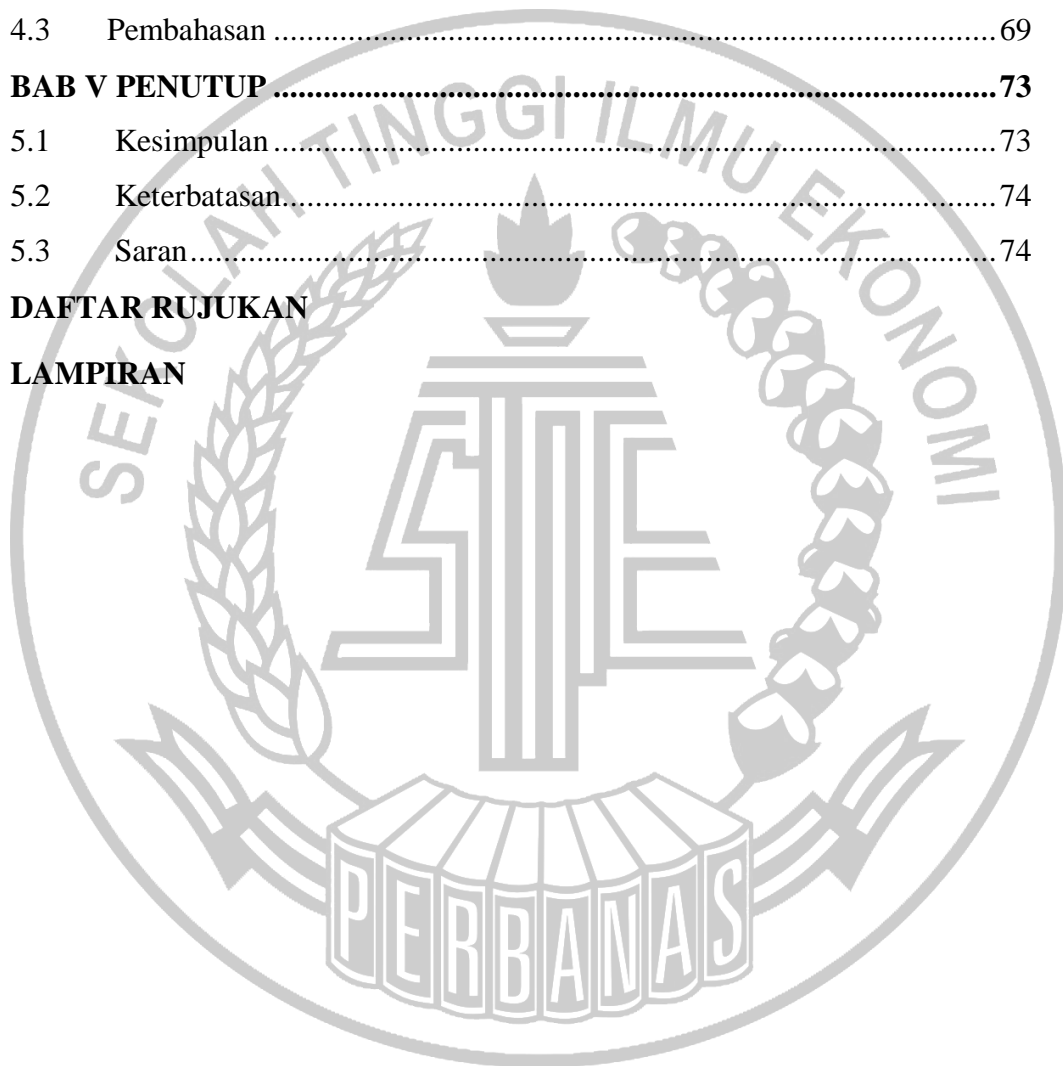 4.3 Pembahasan ........................................................................................ 69
BAB V PENUTUP ........................................................................................ 73
5.1 Kesimpulan ........................................................................................ 73
5.2 Keterbatasan ........................................................................................ 74
5.3 Saran ........................................................................................ 74
DAFTAR RUJUKAN
LAMPIRAN
SEKOLAH TINGGI ILMU EKONOMI
STIE
PERBANAS